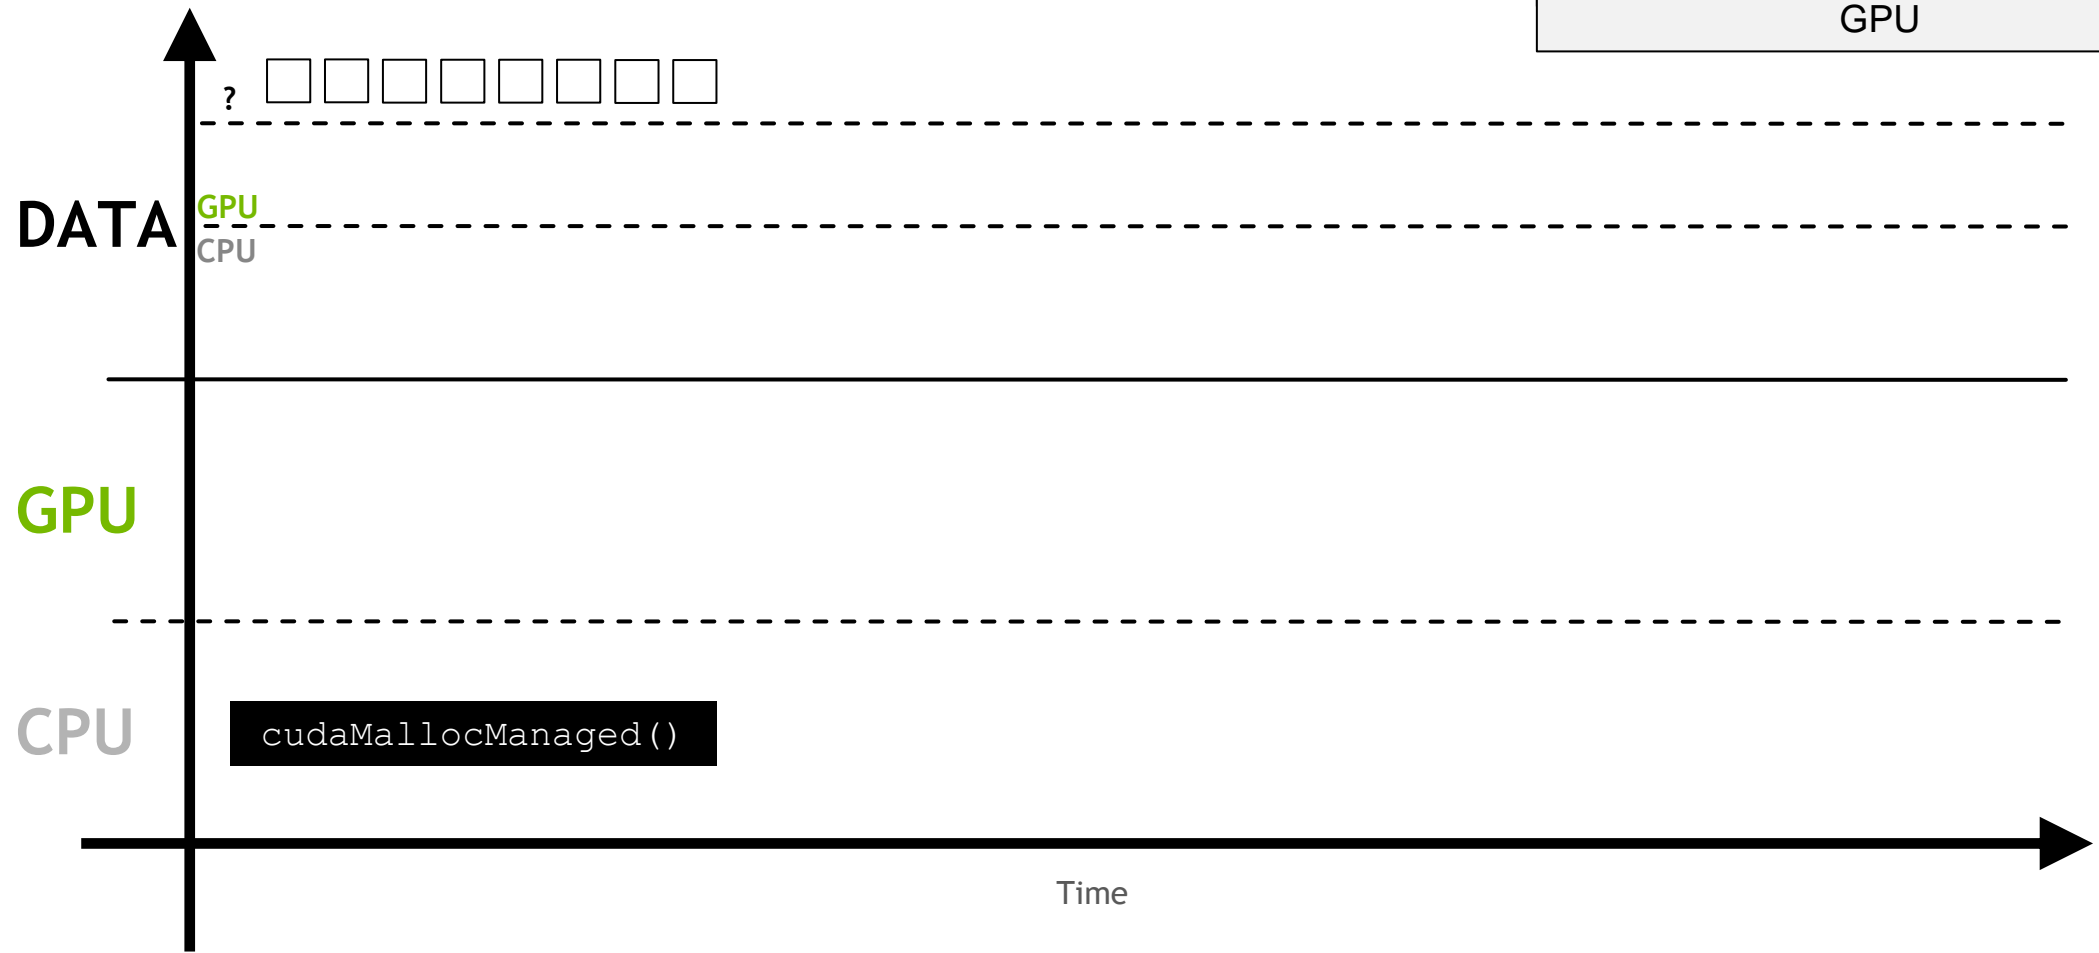 GPU
?
GPU
DATA
CPU
GPU
CPU
cudaMallocManaged()
Time